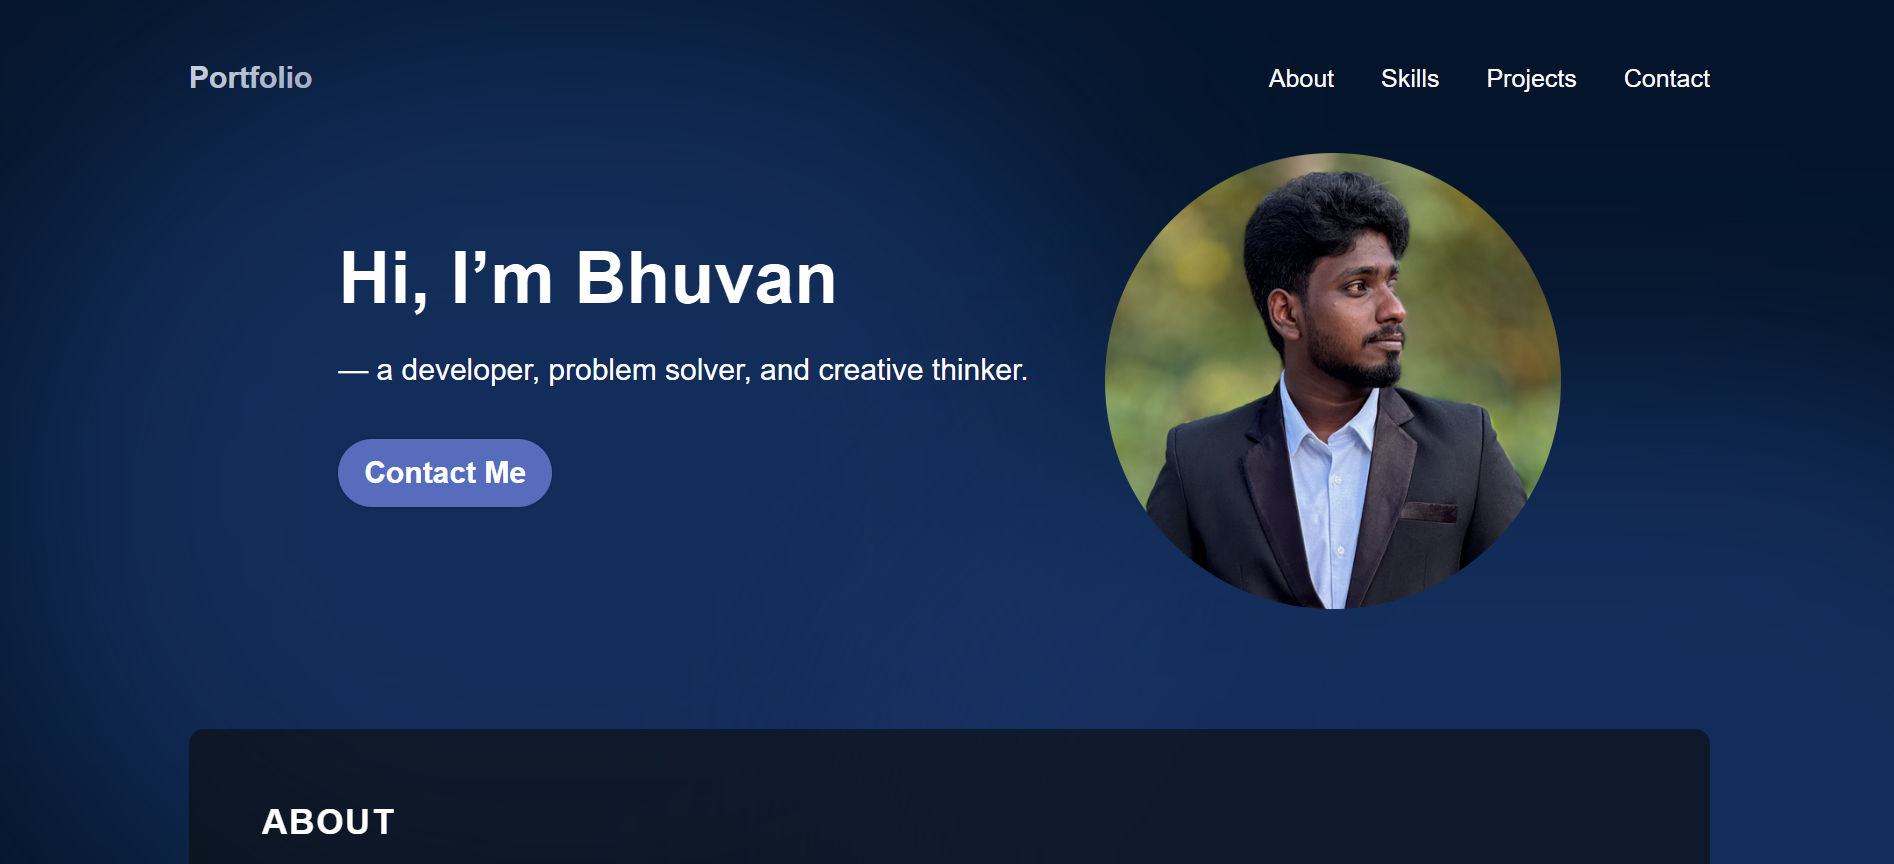 Portfolio
About Skills Projects Contact
Hi, I’m Bhuvan
— a developer, problem solver, and creative thinker.
Contact Me
ABOUT